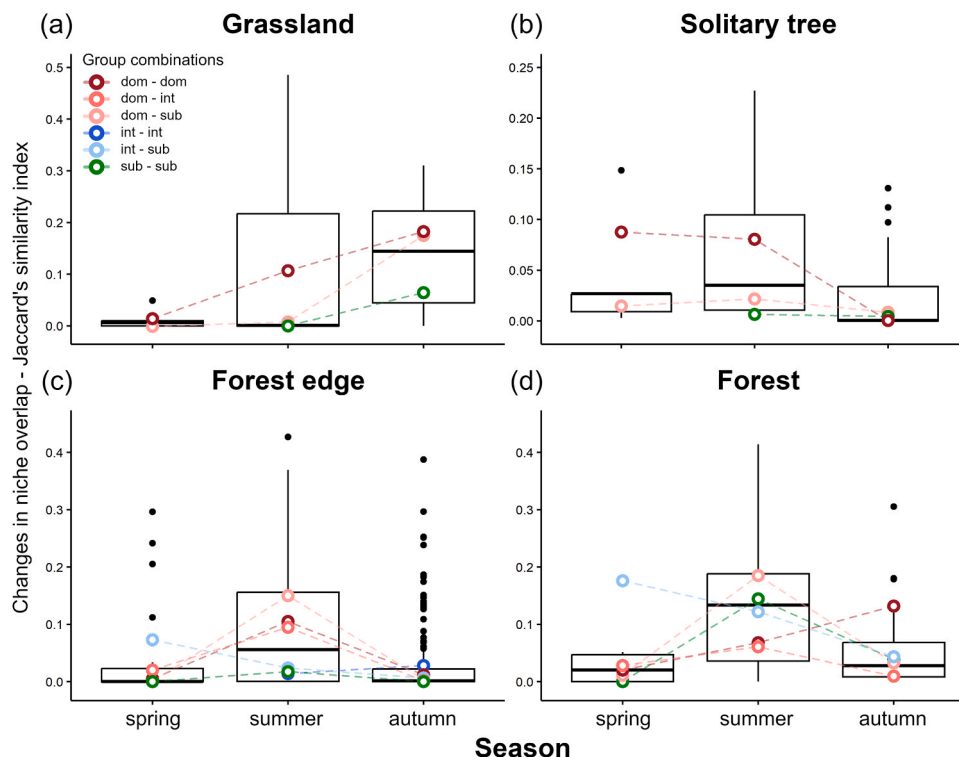 (a) Grassland
(b) Solitary tree
Group combinations
dom - dom
dom - int
dom - sub
int - int
int - sub
sub - sub
0.5
0.4
0.3
0.2
0.1
0.0
0.25
0.20
0.15
0.10
0.05
0.00
(c) Forest edge
(d) Forest
0.4
0.3
0.2
0.1
0.0
0.4
0.3
0.2
0.1
0.0
spring summer autumn
spring summer autumn
Season
Changes in niche overlap - Jaccard's similarity index